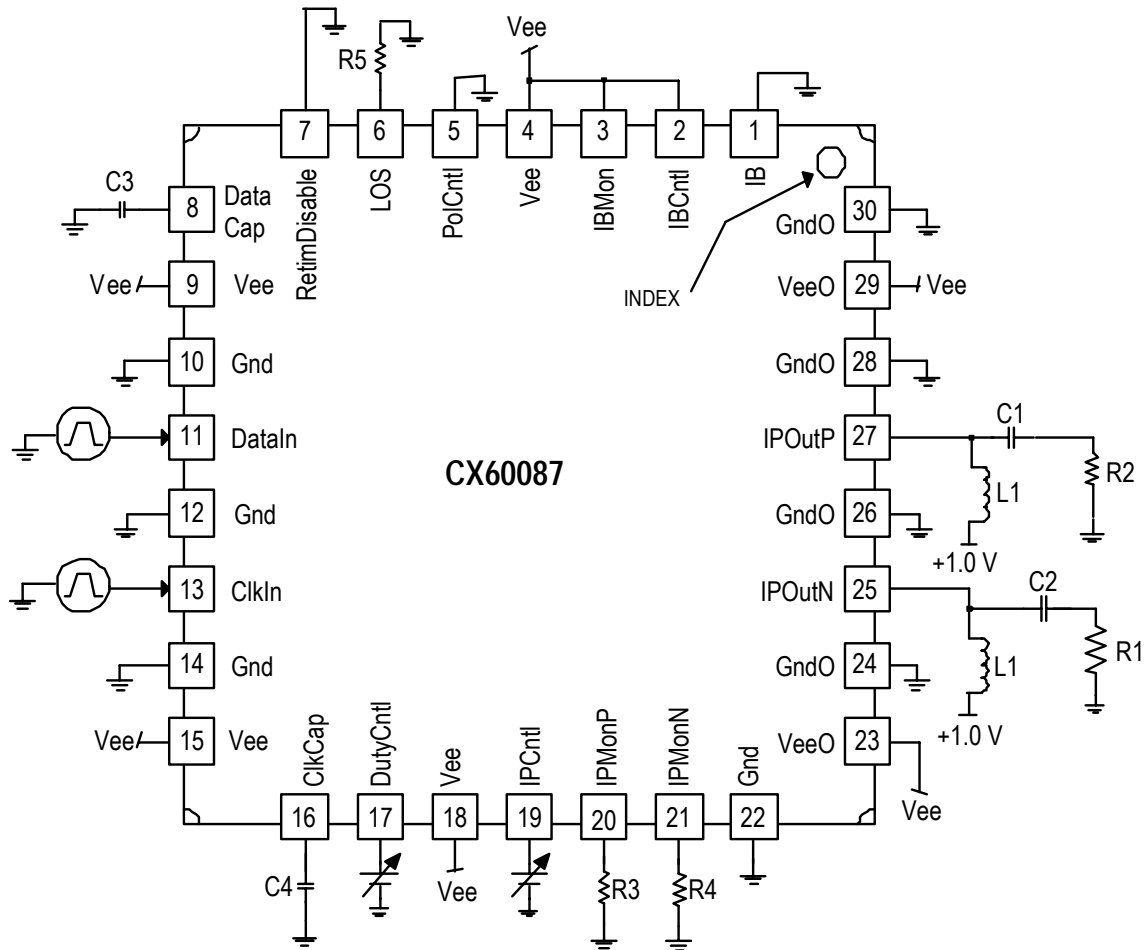 Vee
R5
7
6
5
4
3
2
1
RetimDisable
LOS
PolCntl
Vee
IBMon
IBCntl
IB
INDEX
C3
8
Data
Cap
Vee
9
Vee
10
Gnd
11
DataIn
12
Gnd
13
ClkIn
14
Gnd
Vee
15
Vee
CX60087
30
GndO
VeeO
29
Vee
28
GndO
IPOutP
27
C1
R2
L1
+1.0 V
26
GndO
IPOutN
25
C2
R1
L1
+1.0 V
24
GndO
VeeO
23
Vee
ClkCap
DutyCntl
Vee
IPCntl
IPMonP
IPMonN
Gnd
16
17
18
19
20
21
22
C4
Vee
R3
R4